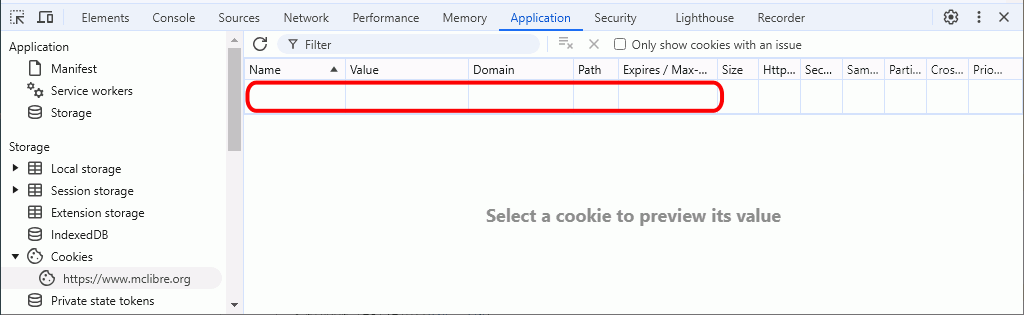 Elements Console Sources Network Performance Memory Application Security Lighthouse Recorder
Application
Manifest
Service workers
Storage
Storage
Local storage
Session storage
Extension storage
IndexedDB
Cookies
https://www.mclibre.org
Private state tokens
Filter Only show cookies with an issue
Name Value Domain Path Expires / Max-... Size Http... Sec... Sam... Parti... Cros... Prio...
Select a cookie to preview its value